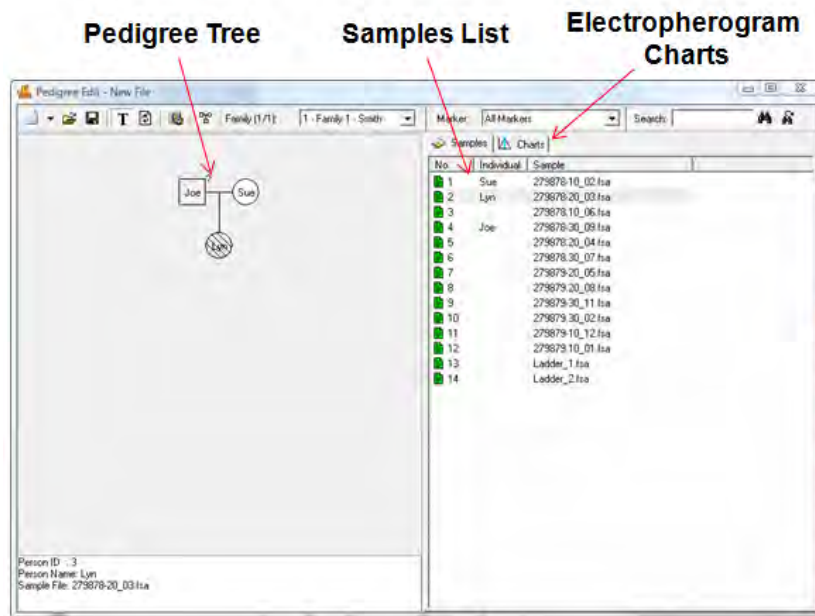 Pedigree Tree
Samples List
Electropherogram
Charts
Pedigree Edit - New File
T
Family (1/1):
1 - Family 1 - Smith
Marker:
All Markers
Search:
Samples
Charts
No.
Individual
Sample
1 Sue 279878-10_02.fsa
2 Lyn 279878-20_03.fsa
3 279878.10_06.fsa
4 Joe 279878-30_09.fsa
5 279878.20_04.fsa
6 279878.30_07.fsa
7 279879-20_05.fsa
8 279879.20_08.fsa
9 279879-30_11.fsa
10 279879.30_02.fsa
11 279879-10_12.fsa
12 279879.10_01.fsa
13 Ladder_1.fsa
14 Ladder_2.fsa
Joe
?
Sue
Lyn
Person ID : 3
Person Name: Lyn
Sample File: 279878-20_03.fsa